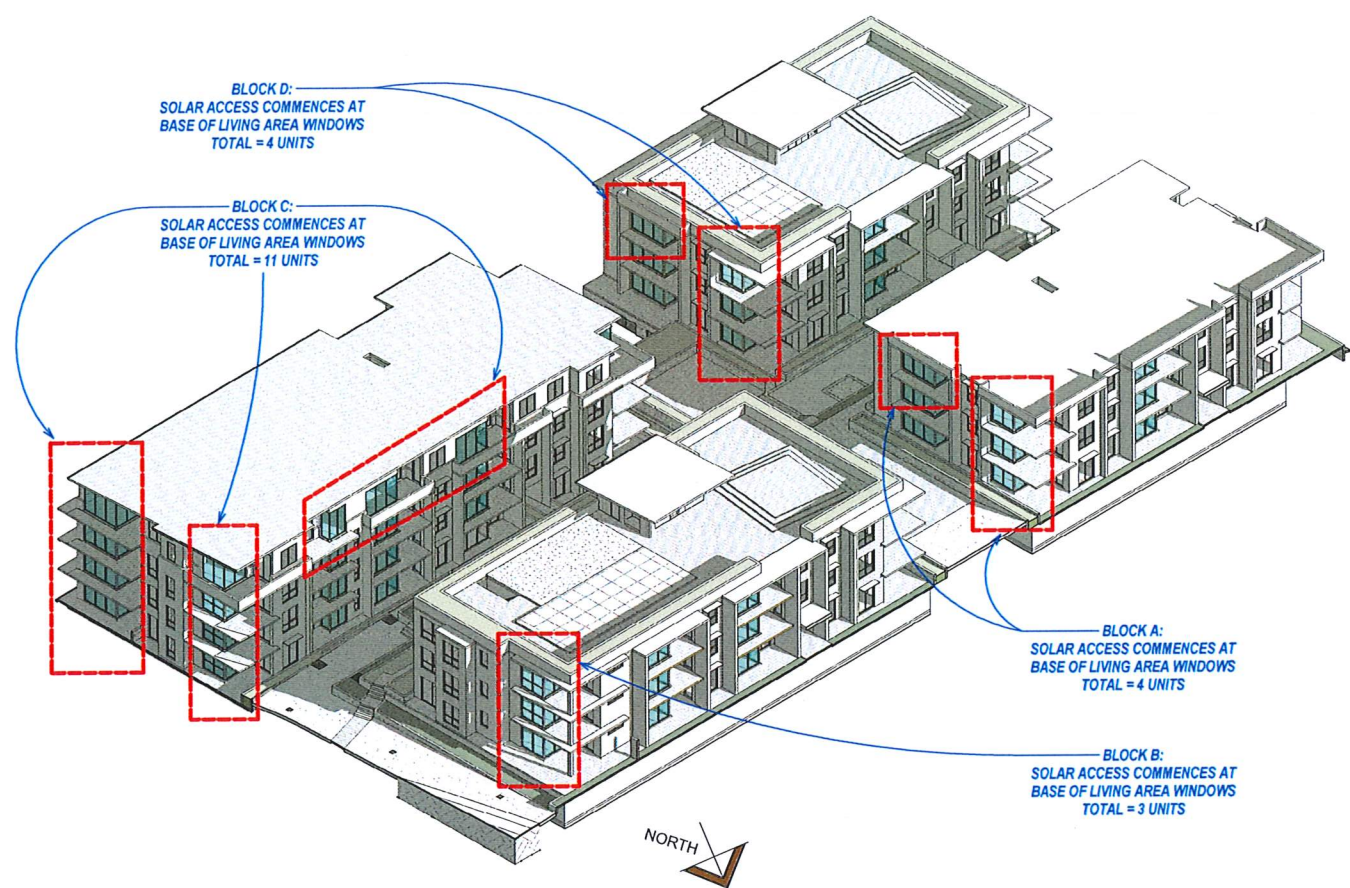 BLOCK D:
SOLAR ACCESS COMMENCES AT
BASE OF LIVING AREA WINDOWS
TOTAL = 4 UNITS
BLOCK C:
SOLAR ACCESS COMMENCES AT
BASE OF LIVING AREA WINDOWS
TOTAL = 11 UNITS
BLOCK A:
SOLAR ACCESS COMMENCES AT
BASE OF LIVING AREA WINDOWS
TOTAL = 4 UNITS
BLOCK B:
SOLAR ACCESS COMMENCES AT
BASE OF LIVING AREA WINDOWS
TOTAL = 3 UNITS
NORTH